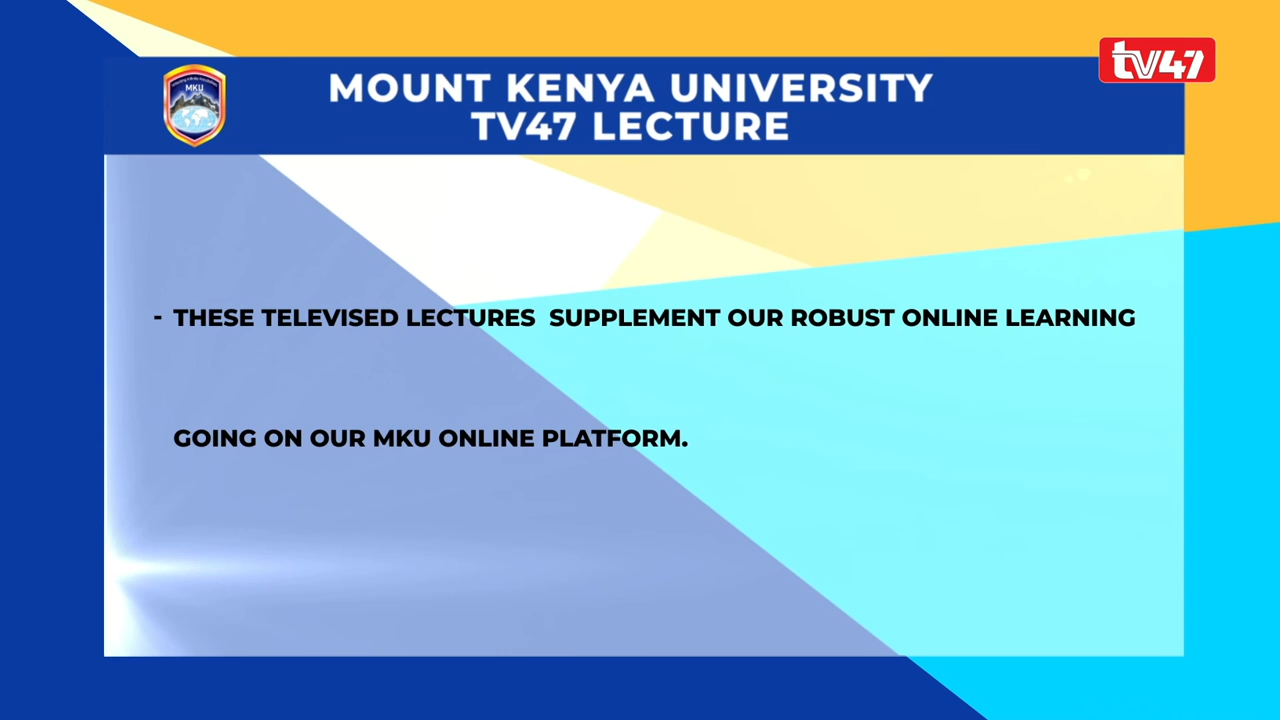 tv47
MKU
MOUNT KENYA UNIVERSITY
TV47 LECTURE
- THESE TELEVISED LECTURES SUPPLEMENT OUR ROBUST ONLINE LEARNING
GOING ON OUR MKU ONLINE PLATFORM.